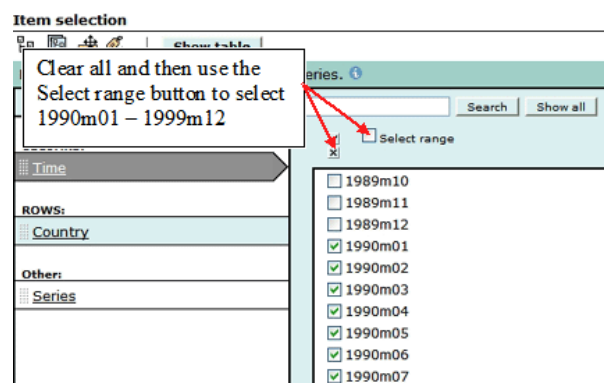 Item selection
Show table
Clear all and then use the
Select range button to select
1990m01 – 1999m12
eries.
Search
Show all
Select range
Time
ROWS:
Country
Other:
Series
1989m10
1989m11
1989m12
1990m01
1990m02
1990m03
1990m04
1990m05
1990m06
1990m07